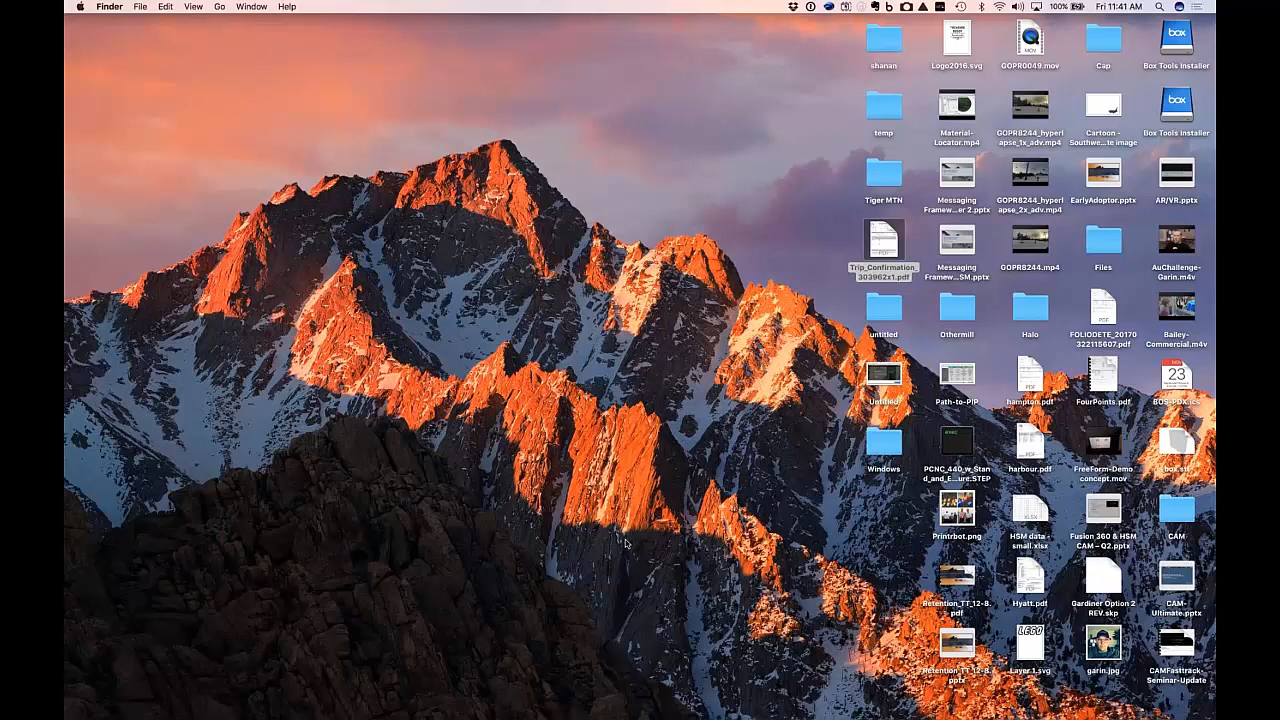 Finder File Edit View Go Window Help
100% Fri 11:41 AM
shanan
Logo2016.svg
GOPR0049.mov
Cap
Box Tools Installer
temp
Material-
Locator.mp4
GOPR8244_hyperl
apse_1x_adv.mp4
Cartoon -
Southwe...te image
Box Tools Installer
Tiger MTN
Messaging
Framew...er 2.pptx
GOPR8244_hyperl
apse_2x_adv.mp4
EarlyAdoptor.pptx
AR/VR.pptx
Trip_Confirmation_
303962x1.pdf
Messaging
Framew...SM.pptx
GOPR8244.mp4
Files
AuChallenge-
Garin.m4v
untitled
Othermill
Halo
FOLIODETE_20170
322115607.pdf
Bailey-
Commercial.m4v
Untitled
Path-to-PIP
hampton.pdf
FourPoints.pdf
BOS-PDX.ics
Windows
PCNC_440_w_Stan
d_and_E...ure.STEP
harbour.pdf
FreeForm-Demo
concept.mov
box.stl
Printrbot.png
HSM data -
small.xlsx
Fusion 360 & HSM
CAM – Q2.pptx
CAM
Retention_TT_12-8.
pdf
Hyatt.pdf
Gardiner Option 2
REV.skp
CAM-
Ultimate.pptx
Retention_TT_12-8.
pptx
Layer 1.svg
garin.jpg
CAMFasttrack-
Seminar-Update